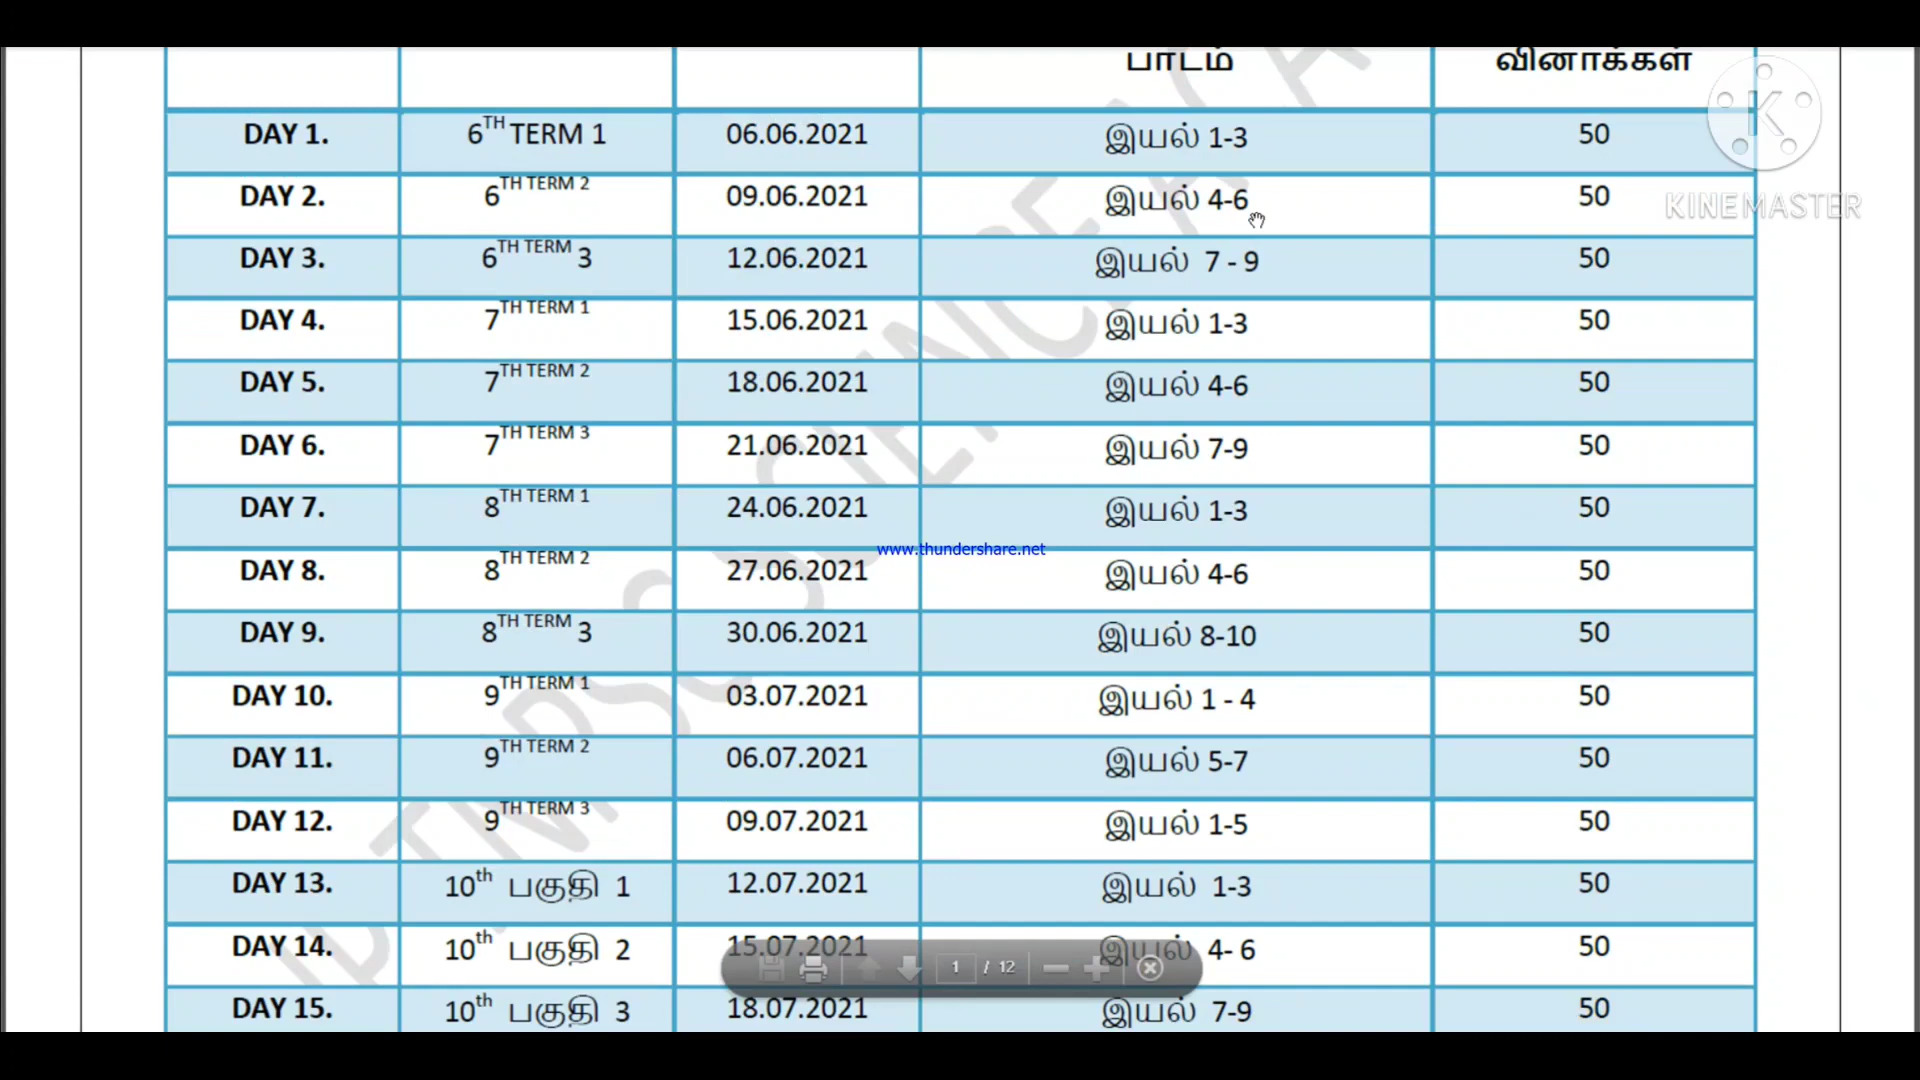 பாடம் வினாக்கள்
DAY 1. 6TH TERM 1 06.06.2021 இயல் 1-3 50
DAY 2. 6TH TERM 2 09.06.2021 இயல் 4-6 50
DAY 3. 6TH TERM 3 12.06.2021 இயல் 7 - 9 50
DAY 4. 7TH TERM 1 15.06.2021 இயல் 1-3 50
DAY 5. 7TH TERM 2 18.06.2021 இயல் 4-6 50
DAY 6. 7TH TERM 3 21.06.2021 இயல் 7-9 50
DAY 7. 8TH TERM 1 24.06.2021 இயல் 1-3 50
DAY 8. 8TH TERM 2 27.06.2021 இயல் 4-6 50
DAY 9. 8TH TERM 3 30.06.2021 இயல் 8-10 50
DAY 10. 9TH TERM 1 03.07.2021 இயல் 1 - 4 50
DAY 11. 9TH TERM 2 06.07.2021 இயல் 5-7 50
DAY 12. 9TH TERM 3 09.07.2021 இயல் 1-5 50
DAY 13. 10th பகுதி 1 12.07.2021 இயல் 1-3 50
DAY 14. 10th பகுதி 2 15.07.2021 இயல் 4- 6 50
DAY 15. 10th பகுதி 3 18.07.2021 இயல் 7-9 50
KINEMASTER
www.thundershare.net
1 / 12